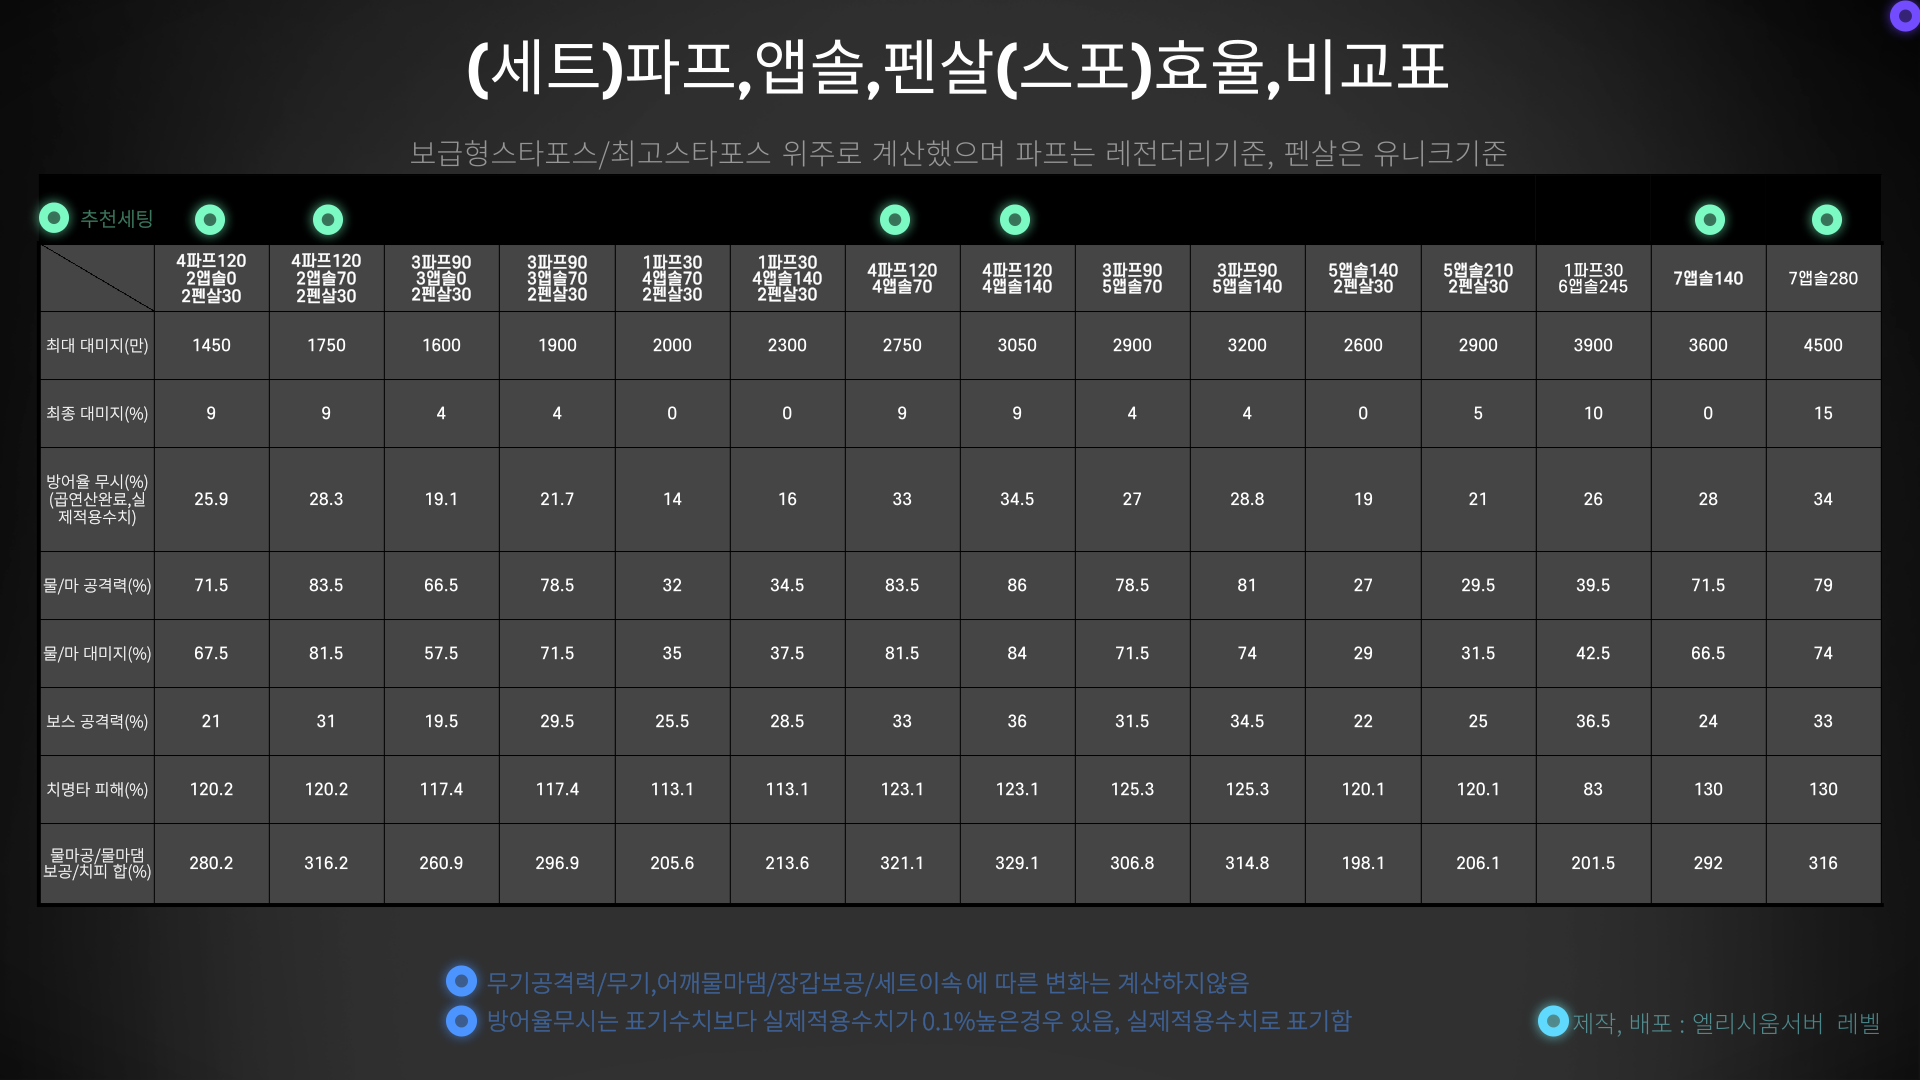 (세트)파프,앱솔,펜살(스포)효율,비교표
보급형스타포스/최고스타포스 위주로 계산했으며 파프는 레전더리기준, 펜살은 유니크기준
추천세팅
4파프120 4파프120 3파프90 3파프90 1파프30 1파프30 4파프120 4파프120 3파프90 3파프90 5앱솔140 5앱솔210 1파프30 7앱솔140 7앱솔280
2앱솔0 2앱솔70 3앱솔0 3앱솔70 4앱솔70 4앱솔140 4앱솔70 4앱솔140 5앱솔70 5앱솔140 2펜살30 2펜살30 6앱솔245
2펜살30 2펜살30 2펜살30 2펜살30 2펜살30 2펜살30
최대 대미지(만) 1450 1750 1600 1900 2000 2300 2750 3050 2900 3200 2600 2900 3900 3600 4500
최종 대미지(%) 9 9 4 4 0 0 9 9 4 4 0 5 10 0 15
방어율 무시(%)
(곱연산완료,실
제적용수치)
25.9 28.3 19.1 21.7 14 16 33 34.5 27 28.8 19 21 26 28 34
물/마 공격력(%) 71.5 83.5 66.5 78.5 32 34.5 83.5 86 78.5 81 27 29.5 39.5 71.5 79
물/마 대미지(%) 67.5 81.5 57.5 71.5 35 37.5 81.5 84 71.5 74 29 31.5 42.5 66.5 74
보스 공격력(%) 21 31 19.5 29.5 25.5 28.5 33 36 31.5 34.5 22 25 36.5 24 33
치명타 피해(%) 120.2 120.2 117.4 117.4 113.1 113.1 123.1 123.1 125.3 125.3 120.1 120.1 83 130 130
물마공/물마댐
보공/치피 합(%)
280.2 316.2 260.9 296.9 205.6 213.6 321.1 329.1 306.8 314.8 198.1 206.1 201.5 292 316
무기공격력/무기,어깨물마댐/장갑보공/세트이속에 따른 변화는 계산하지않음
방어율무시는 표기수치보다 실제적용수치가 0.1%높은경우 있음, 실제적용수치로 표기함
제작, 배포 : 엘리시움서버 레벨